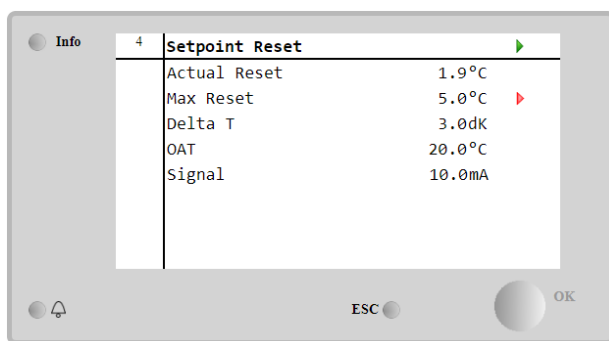 Info
4 Setpoint Reset
Actual Reset 1.9°C
Max Reset 5.0°C
Delta T 3.0dK
OAT 20.0°C
Signal 10.0mA
ESC
OK